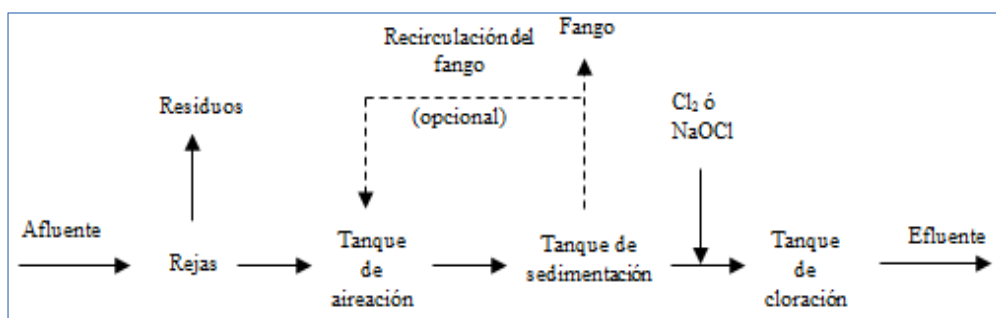 Recirculación del
fango
Fango
(opcional)
Residuos
Cl₂ ó
NaOCl
Afluente
Rejas
Tanque
de
aireación
Tanque de
sedimentación
Tanque
de
cloración
Efluente